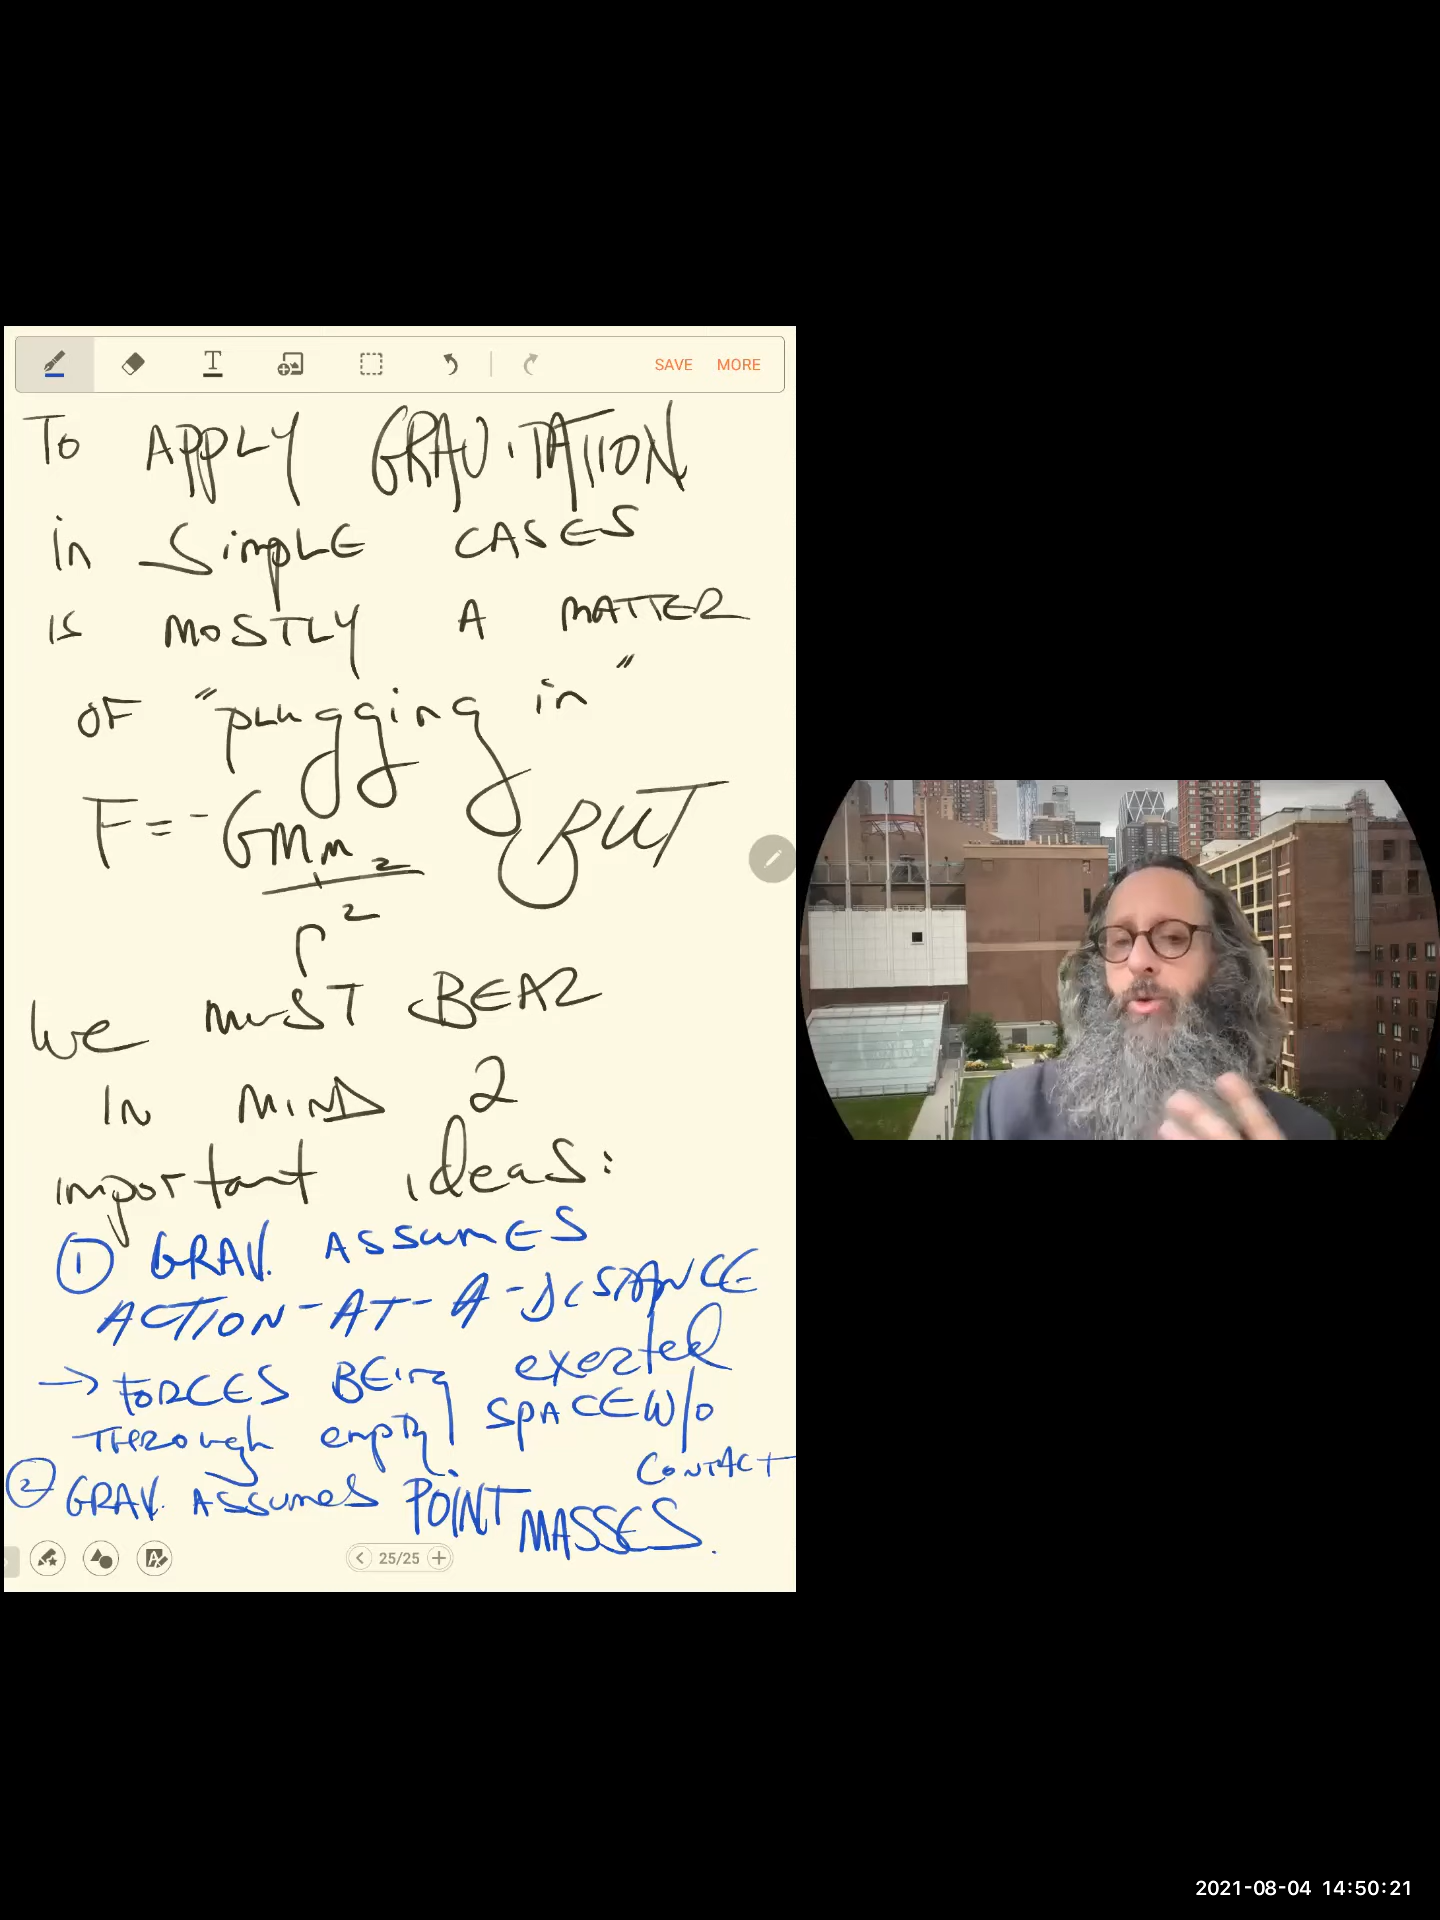 T
SAVE MORE
TO APPLY GRAVITATION
in SimpLE CASES
is MOSTLY A MATTER
OF "plugging in"
F = -Gm₁m₂ BUT
r²
We muST BEAR
IN MIND 2
important ideas:
① GRAV. ASSUMES
ACTION-AT-A-DISTANCE
→ FORCES BEing exerted
THROUGH empty SPACE W/O
CONTACT
② GRAV. ASSUMES POINT MASSES.
25/25
2021-08-04 14:50:21